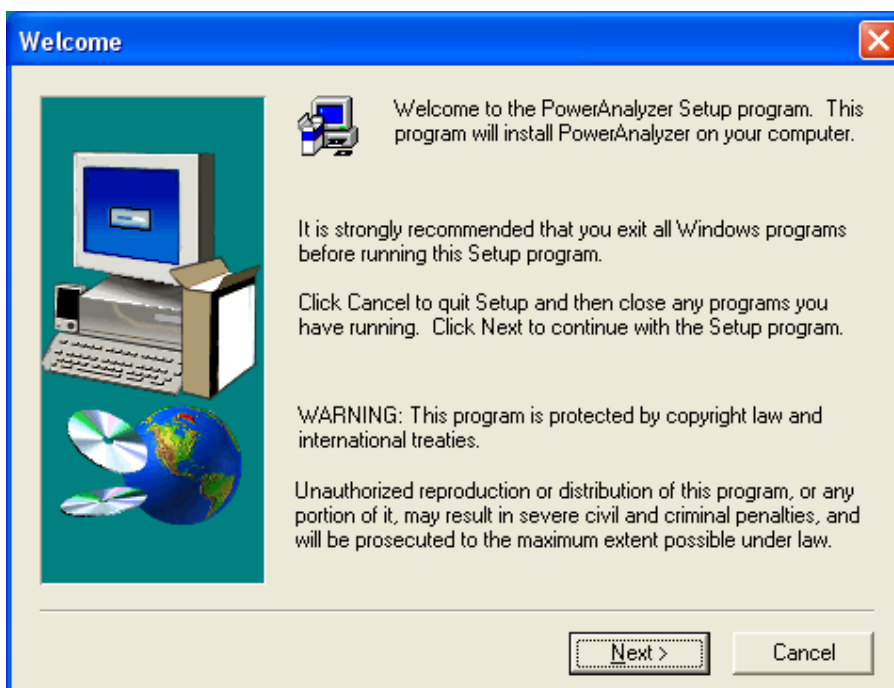 Welcome
Welcome to the PowerAnalyzer Setup program. This
program will install PowerAnalyzer on your computer.
It is strongly recommended that you exit all Windows programs
before running this Setup program.
Click Cancel to quit Setup and then close any programs you
have running. Click Next to continue with the Setup program.
WARNING: This program is protected by copyright law and
international treaties.
Unauthorized reproduction or distribution of this program, or any
portion of it, may result in severe civil and criminal penalties, and
will be prosecuted to the maximum extent possible under law.
Next >
Cancel